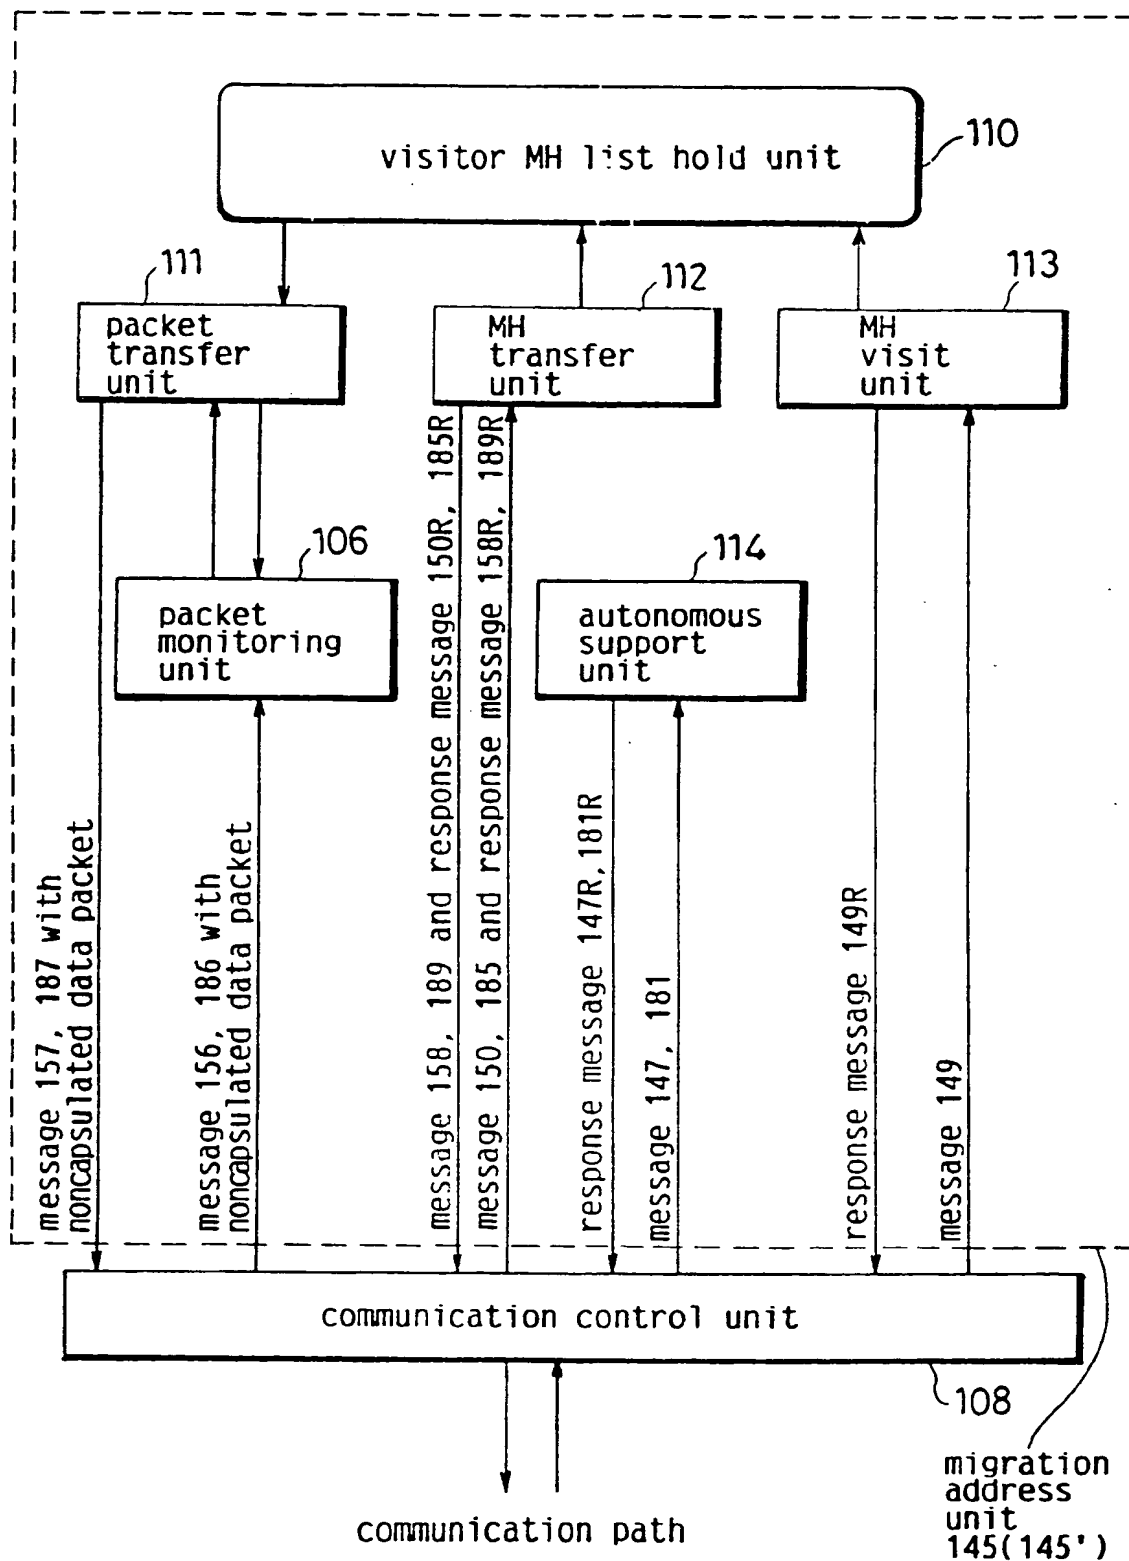 visitor MH list hold unit
110
111
packet
transfer
unit
112
MH
transfer
unit
113
MH
visit
unit
106
packet
monitoring
unit
114
autonomous
support
unit
message 157, 187 with
noncapsulated data packet
message 156, 186 with
noncapsulated data packet
message 158, 189 and response message 150R, 185R
message 150, 185 and response message 158R, 189R
response message 147R,181R
message 147, 181
response message 149R
message 149
communication control unit
108
communication path
migration
address
unit
145(145')